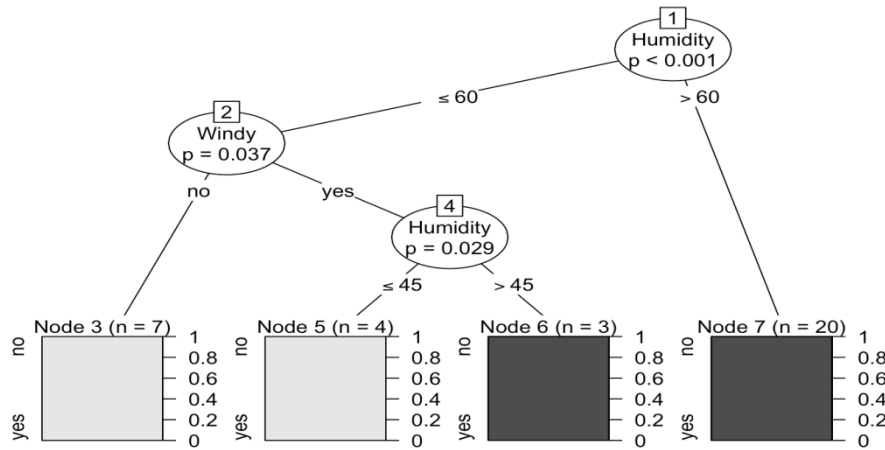 1
Humidity
p < 0.001
≤ 60
> 60
2
Windy
p = 0.037
no
yes
4
Humidity
p = 0.029
≤ 45
> 45
Node 3 (n = 7)
no
yes
1
0.8
0.6
0.4
0.2
0
Node 5 (n = 4)
no
yes
1
0.8
0.6
0.4
0.2
0
Node 6 (n = 3)
no
yes
1
0.8
0.6
0.4
0.2
0
Node 7 (n = 20)
no
yes
1
0.8
0.6
0.4
0.2
0